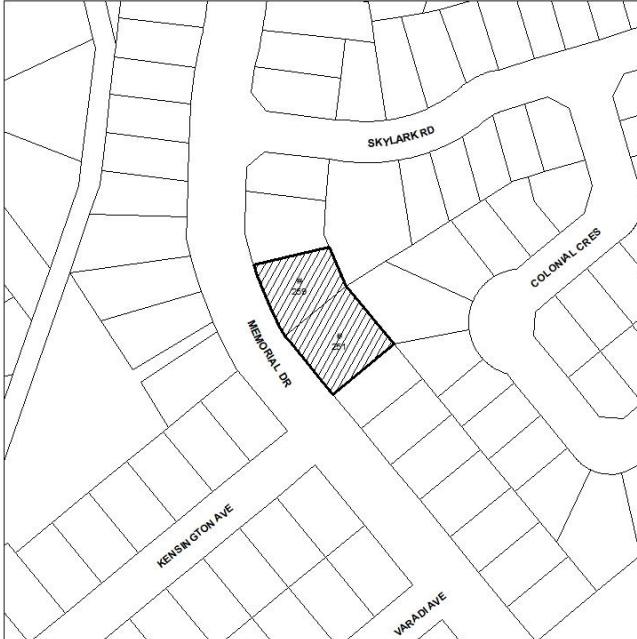 SKYLARK RD
COLONIAL CRES
259
251
MEMORIAL DR
KENSINGTON AVE
VARADI AVE